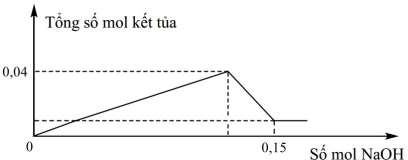 Tổng số mol kết tủa
0,04
0
0,15
Số mol NaOH